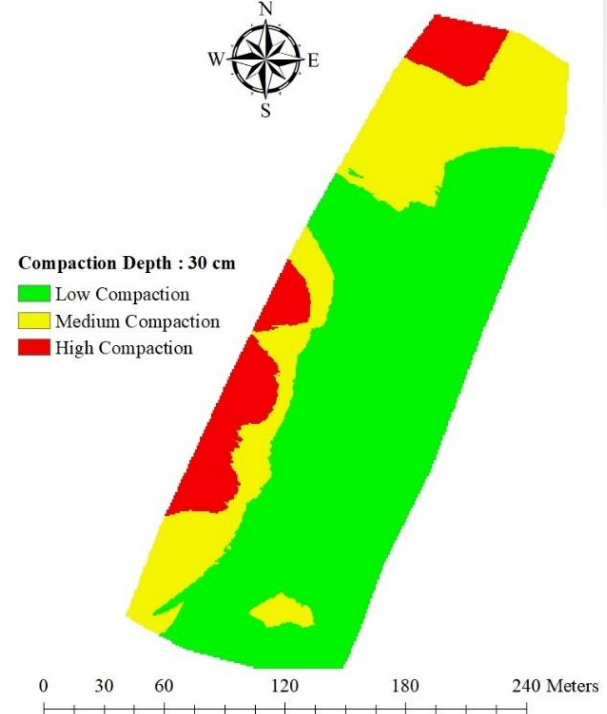 N
W E
S
Compaction Depth : 30 cm
Low Compaction
Medium Compaction
High Compaction
0 30 60 120 180 240 Meters